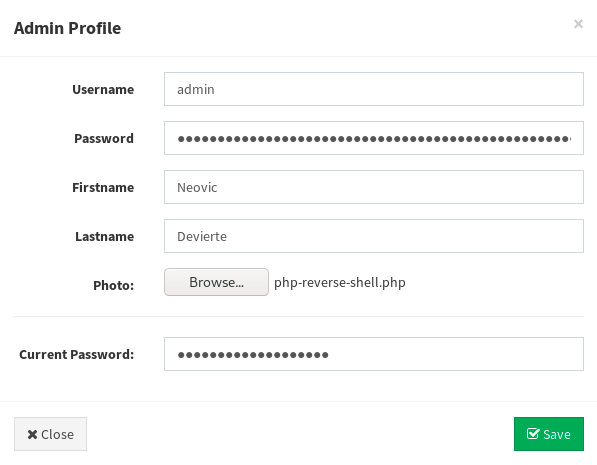 Admin Profile ×
Username admin
Password ●●●●●●●●●●●●●●●●●●●●●●●●●●●●●●●●●●●●●●●●●●●●●●●●●●
Firstname Neovic
Lastname Devierte
Photo: Browse... php-reverse-shell.php
Current Password: ●●●●●●●●●●●●●●●●●●●
Close Save